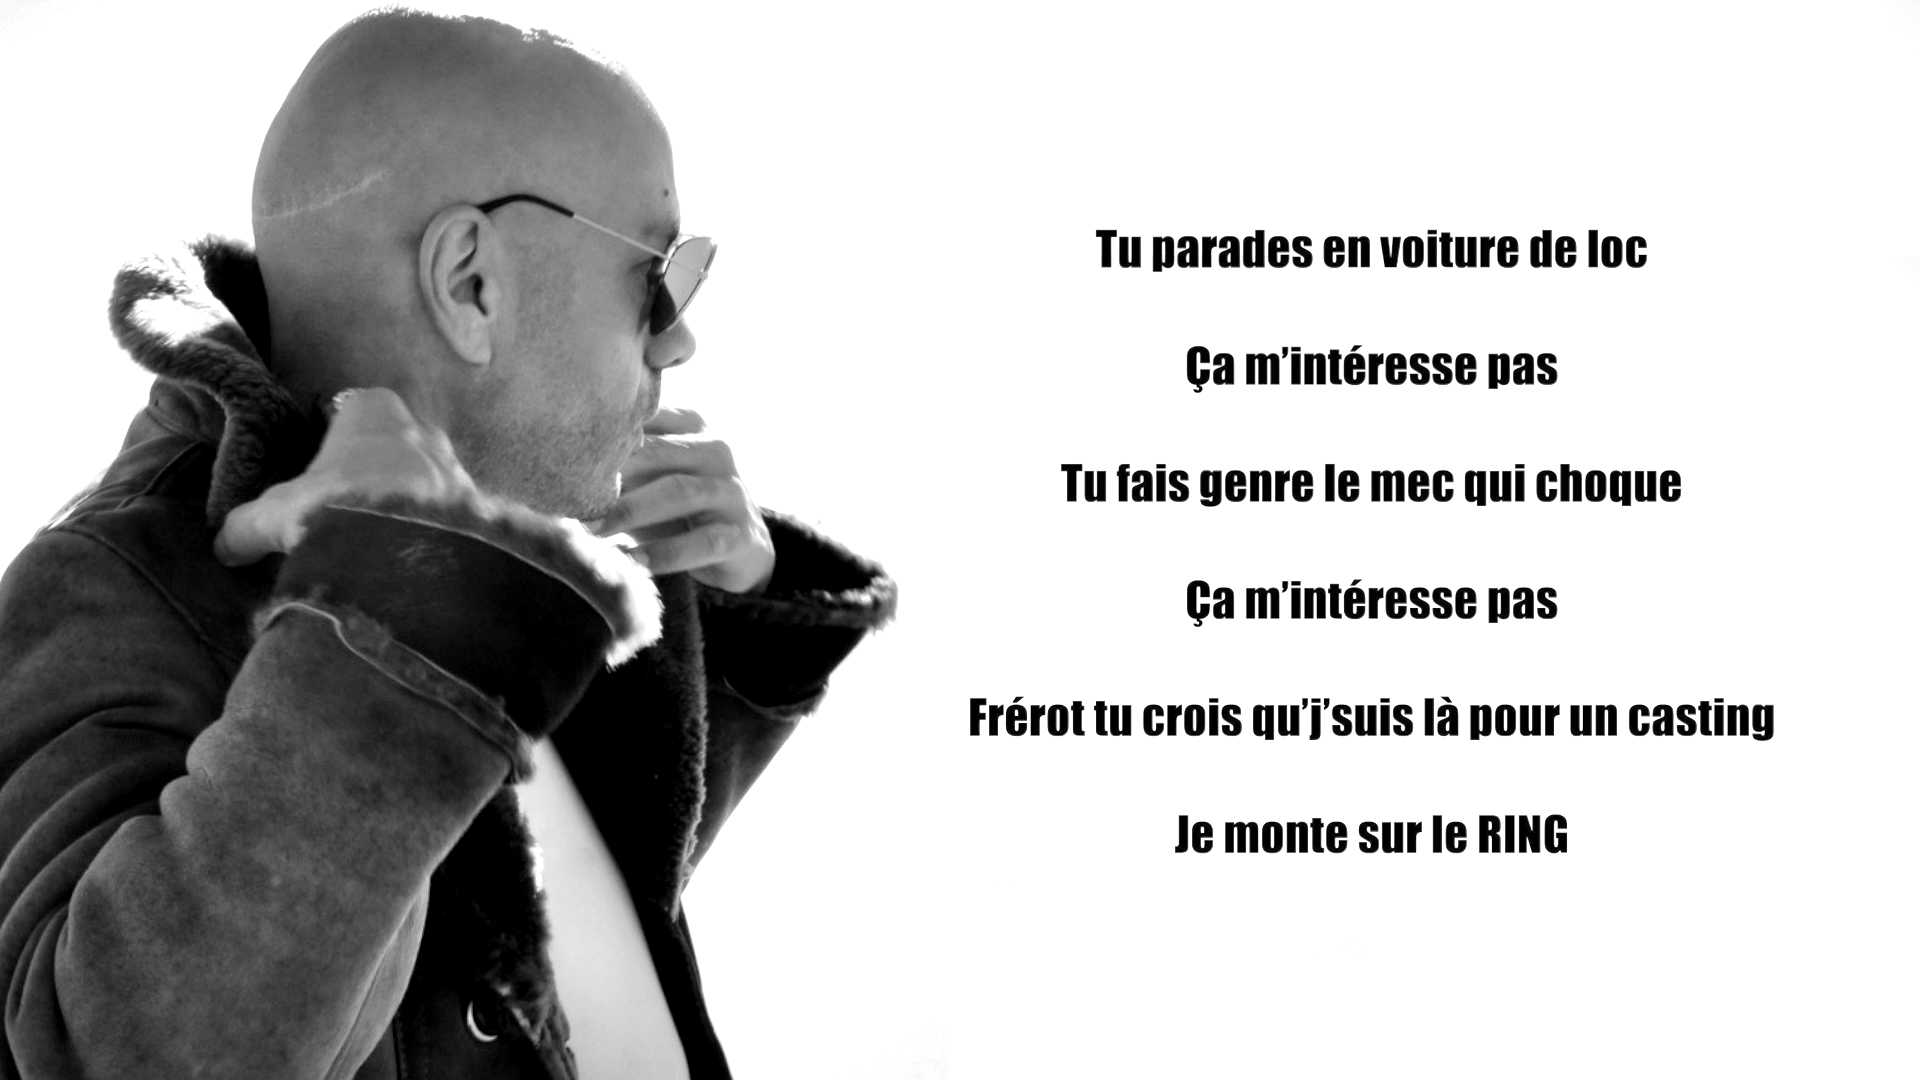 Tu parades en voiture de loc
Ça m’intéresse pas
Tu fais genre le mec qui choque
Ça m’intéresse pas
Frérot tu crois qu’j’suis là pour un casting
Je monte sur le RING